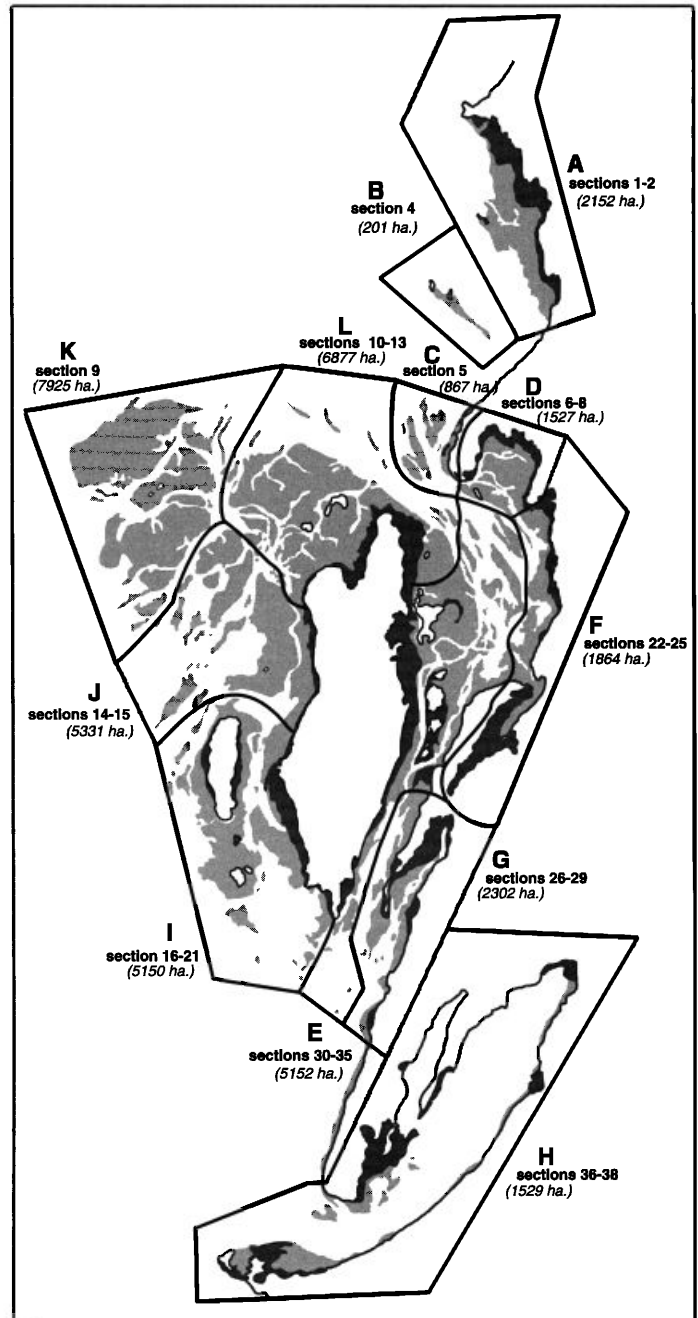 A
sections 1-2
(2152 ha.)
B
section 4
(201 ha.)
L
sections 10-13
(6877 ha.)
K
section 9
(7925 ha.)
C
section 5
(867 ha.)
D
sections 6-8
(1527 ha.)
F
sections 22-25
(1864 ha.)
J
sections 14-15
(5331 ha.)
G
sections 26-29
(2302 ha.)
I
section 16-21
(5150 ha.)
E
sections 30-35
(5152 ha.)
H
sections 36-38
(1529 ha.)